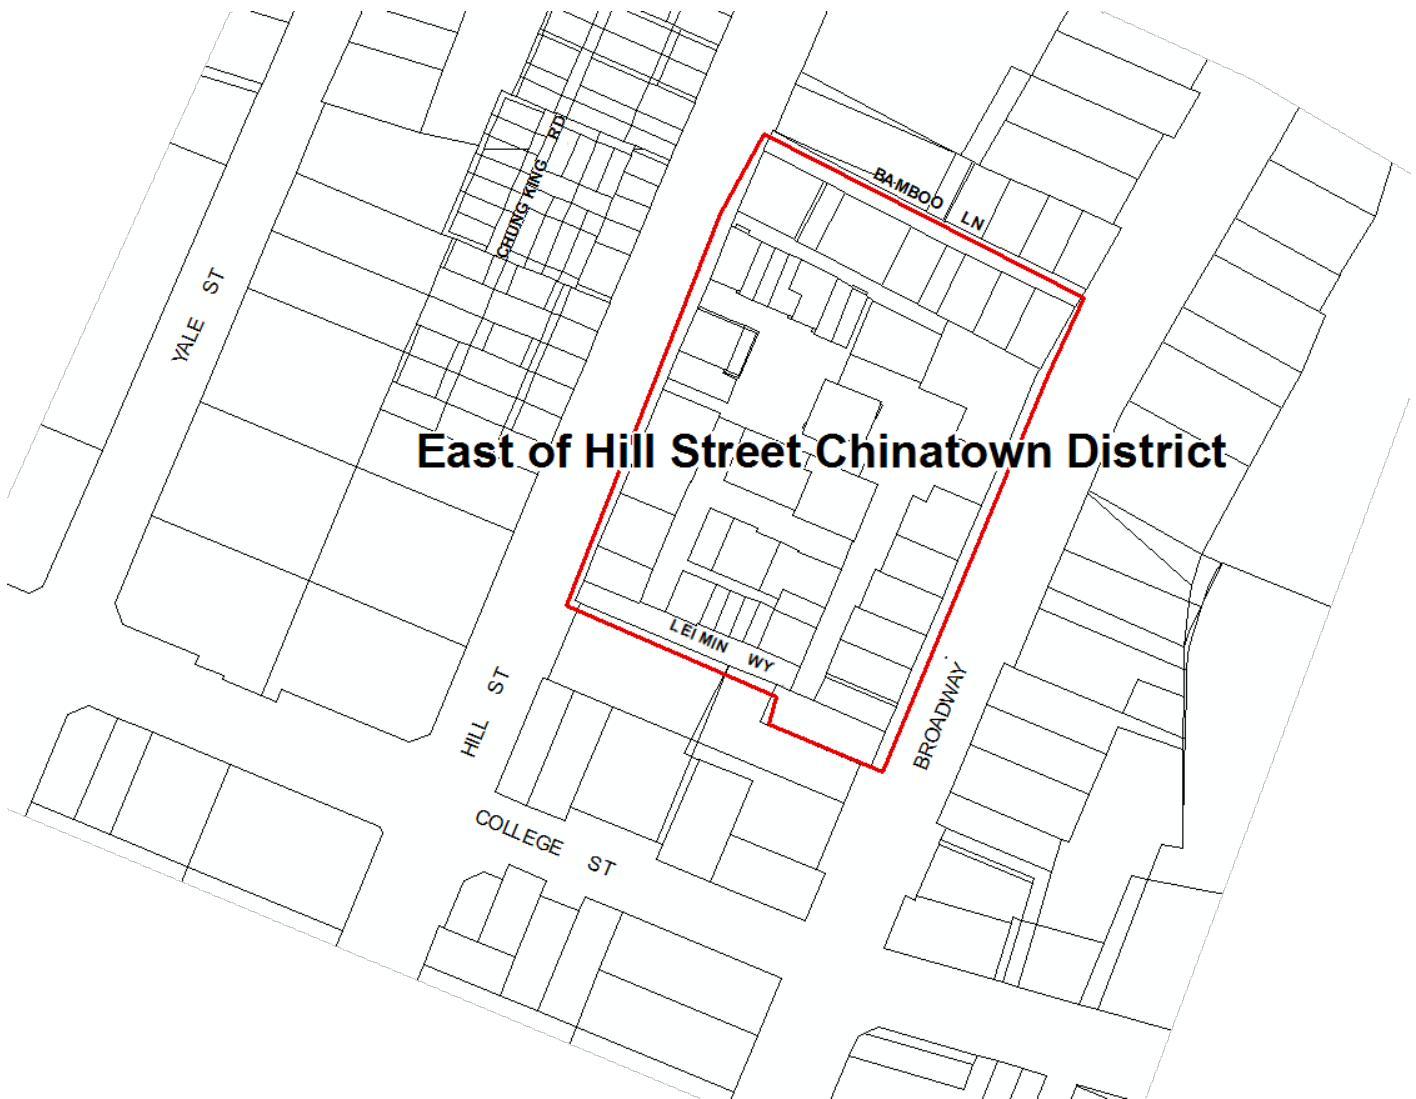 CHUNG KING RD
BAMBOO LN
YALE ST
East of Hill Street Chinatown District
LEI MIN WY
HILL ST
BROADWAY
COLLEGE ST